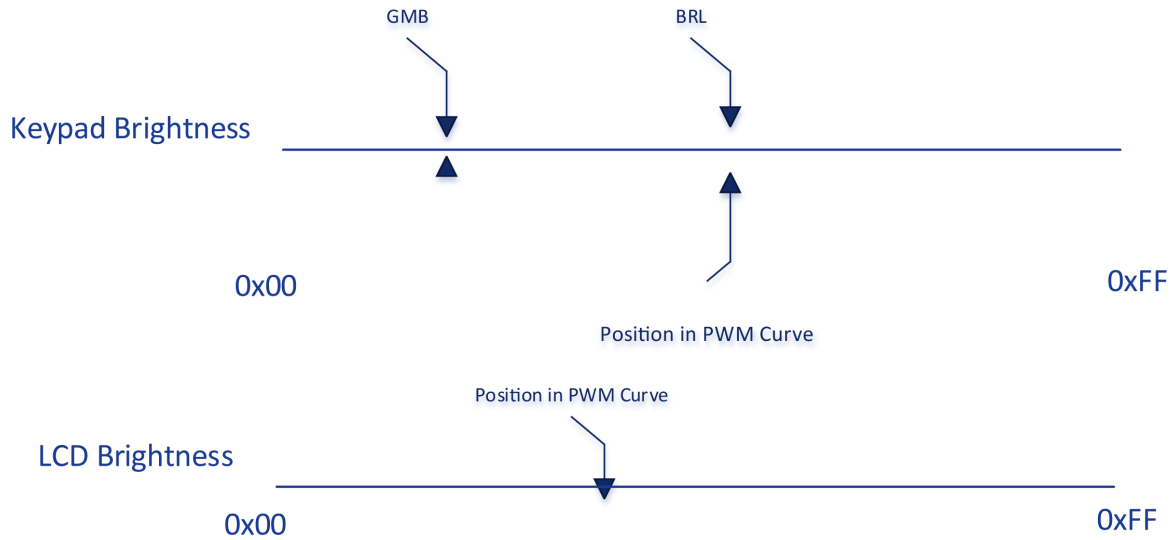 GMB
BRL
Keypad Brightness
0x00
0xFF
Position in PWM Curve
Position in PWM Curve
LCD Brightness
0x00
0xFF